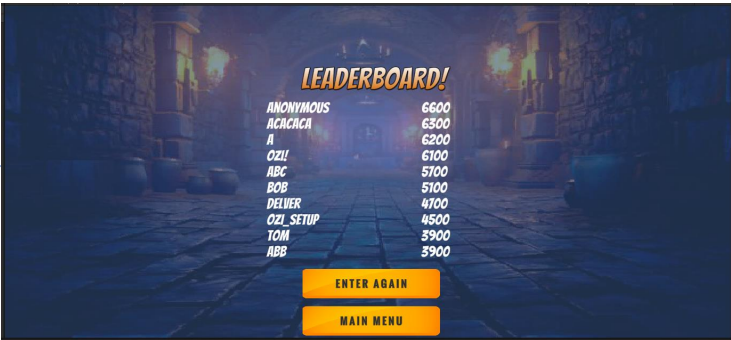 LEADERBOARD!
ANONYMOUS 6600
ACACACA 6300
A 6200
OZI! 6100
ABC 5700
BOB 5100
DELVER 4700
OZI_SETUP 4500
TOM 3900
ABB 3900
ENTER AGAIN
MAIN MENU